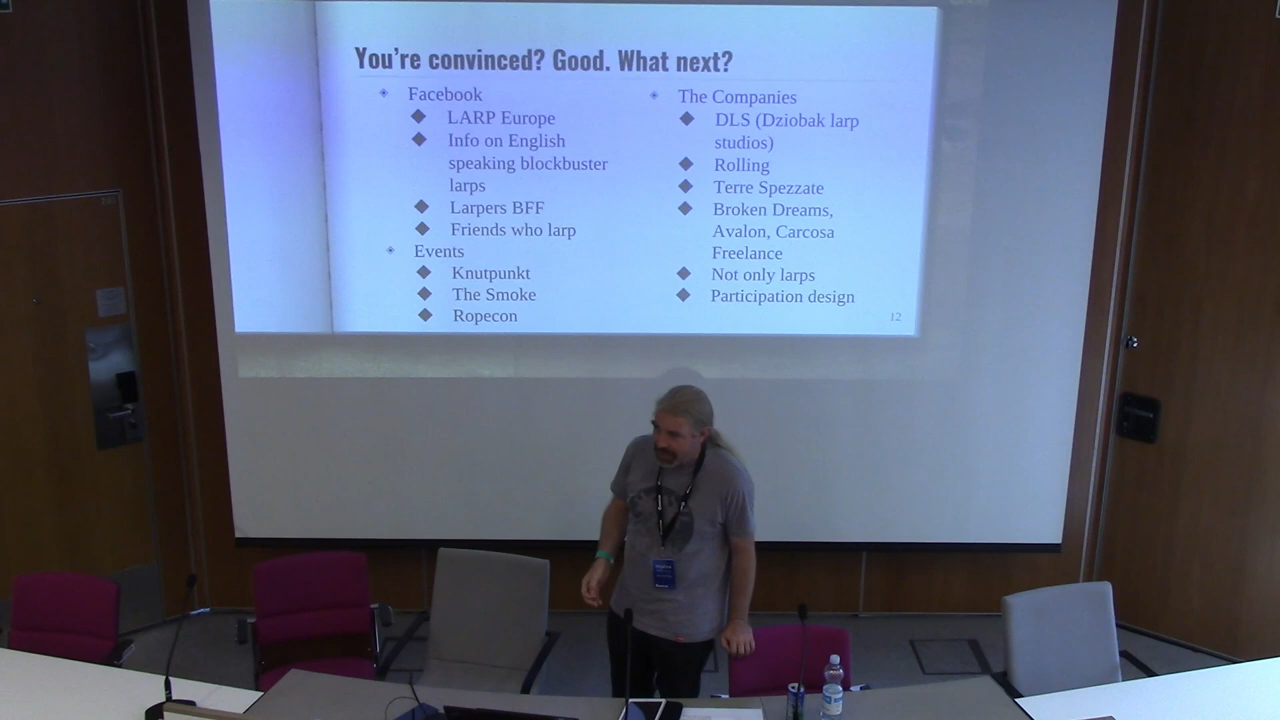 You're convinced? Good. What next?
Facebook
LARP Europe
Info on English
speaking blockbuster
larps
Larpers BFF
Friends who larp
Events
Knutpunkt
The Smoke
Ropecon
The Companies
DLS (Dziobak larp
studios)
Rolling
Terre Spezzate
Broken Dreams,
Avalon, Carcosa
Freelance
Not only larps
Participation design
12